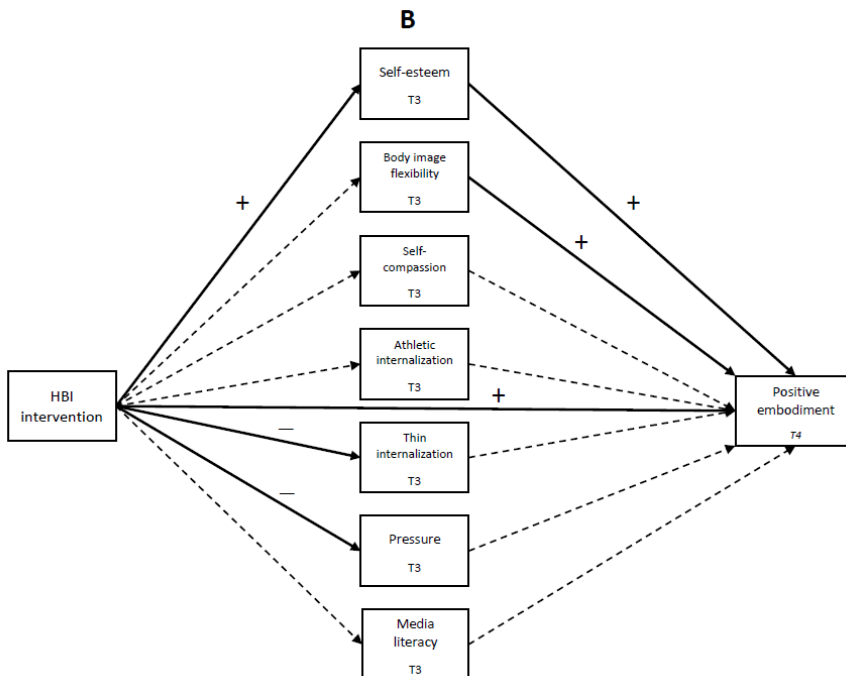 B
Self-esteem
T3
Body image
flexibility
T3
+
+
+
Self-
compassion
T3
Athletic
internalization
T3
HBI
intervention
+
Positive
embodiment
T4
—
Thin
internalization
T3
—
Pressure
T3
Media
literacy
T3